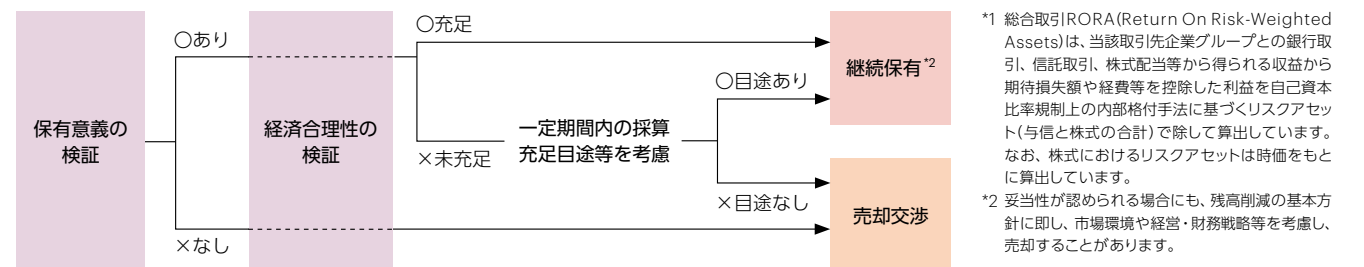 保有意義の
検証
○あり
×なし
経済合理性の
検証
○充足
×未充足
一定期間内の採算
充足目途等を考慮
○目途あり
×目途なし
継続保有*2
売却交渉
*1 総合取引RORA(Return On Risk-Weighted
Assets)は、当該取引先企業グループとの銀行取
引、信託取引、株式配当等から得られる収益から
期待損失額や経費等を控除した利益を自己資本
比率規制上の内部格付手法に基づくリスクアセッ
ト(与信と株式の合計)で除して算出しています。
なお、株式におけるリスクアセットは時価をもと
に算出しています。
*2 妥当性が認められる場合にも、残高削減の基本方
針に即し、市場環境や経営・財務戦略等を考慮し、
売却することがあります。